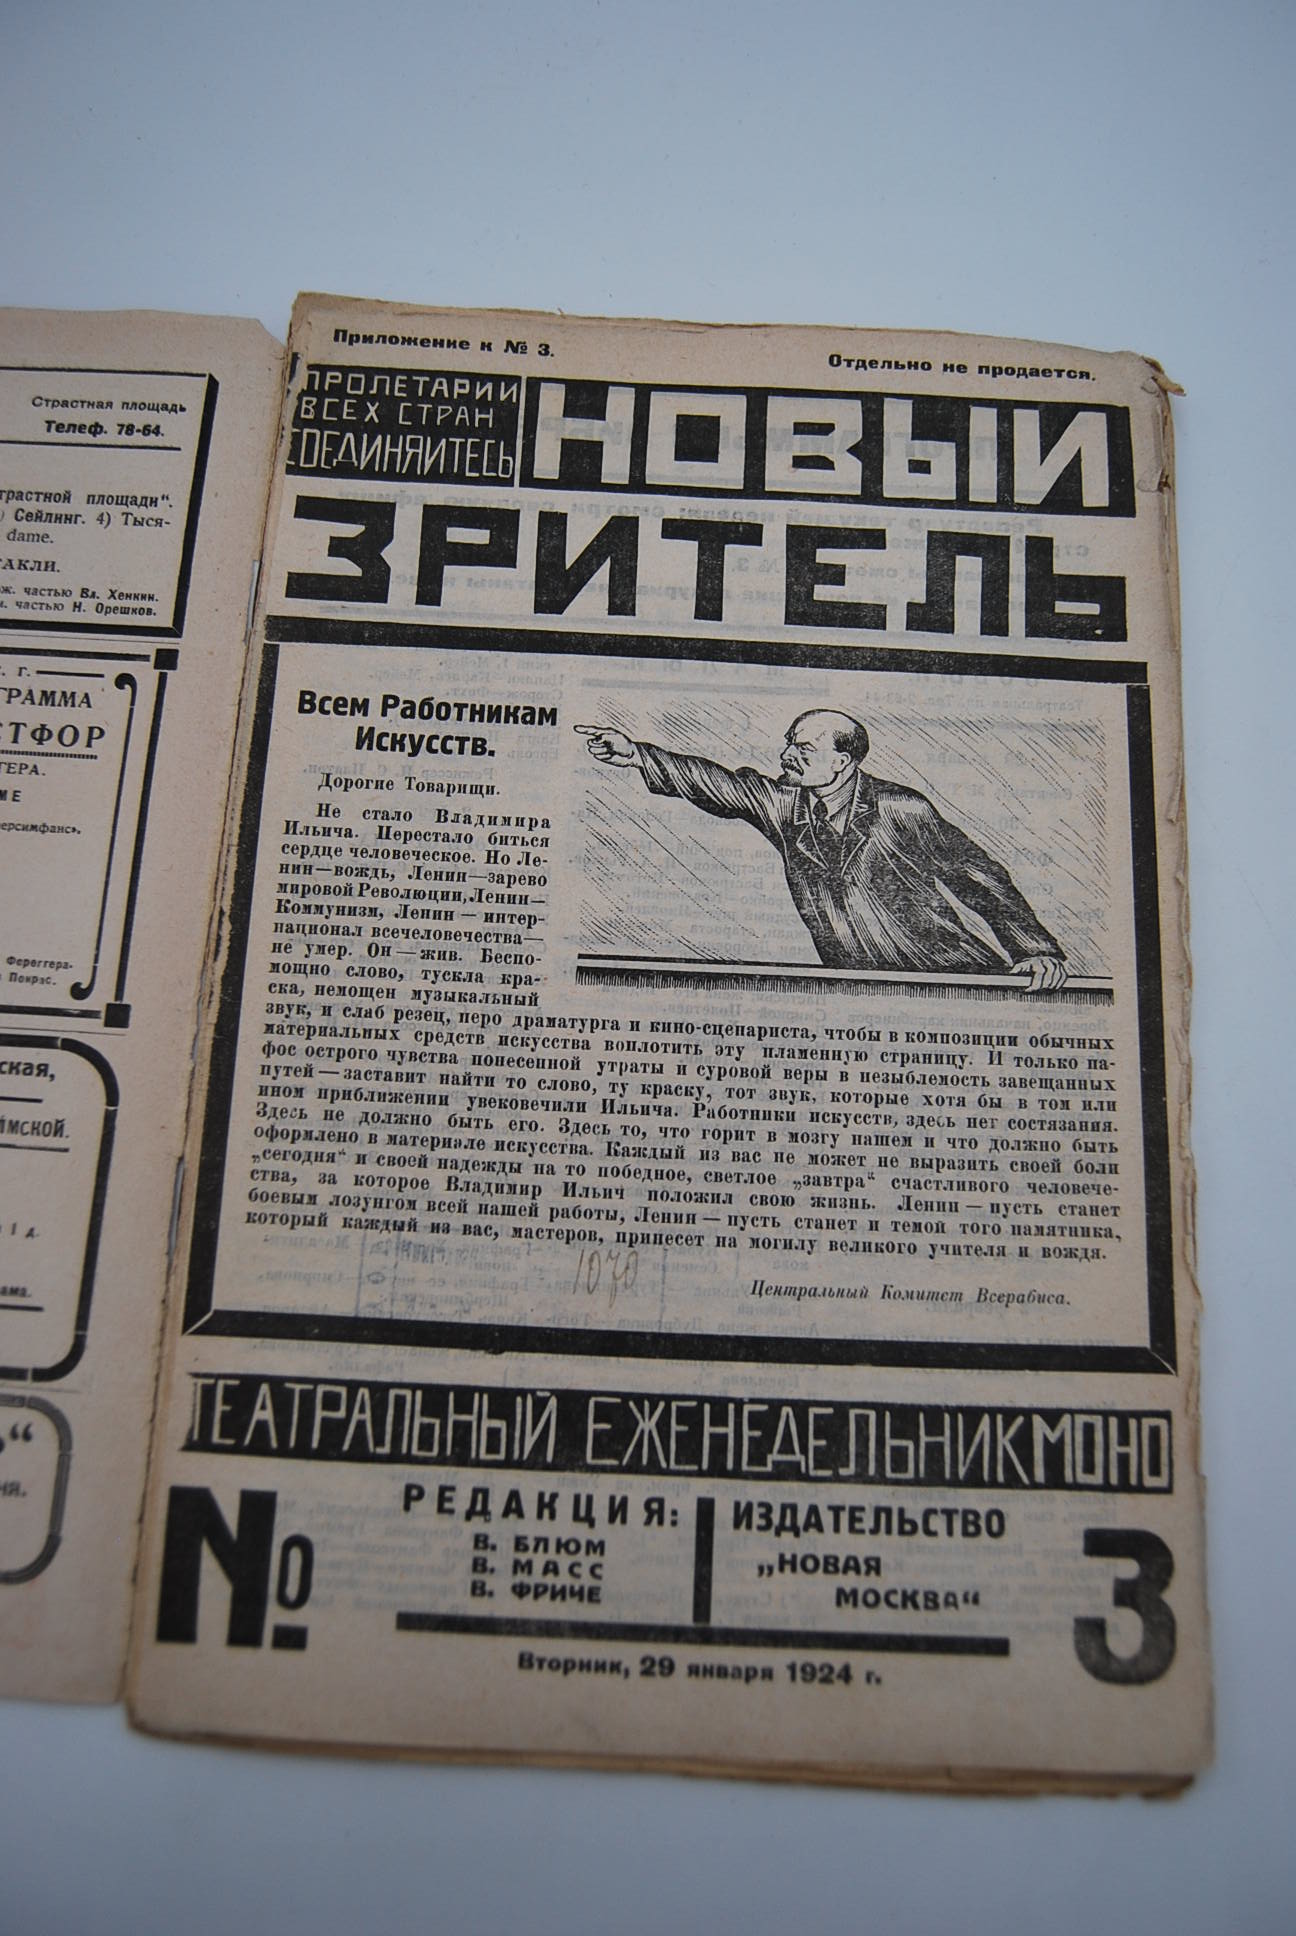 Страстная площадь
Телеф. 78-64.
трастной площади“.
) Сейлинг. 4) Тыся-
dame.
АКЛИ.
ж. частью Вл. Хенкин.
частью Н. Орешков.
г.
ГРАММА
СТФОР
ГЕРА.
МЕ
ерсимфанс».
Ферегера-
Покрас.
ская,
ІМСКОЙ.
1 д.
ама.
Приложение к № 3.
Отдельно не продается.
ПРОЛЕТАРИИ
ВСЕХ СТРАН
СОЕДИНЯЙТЕСЬ
НОВЫЙ
ЗРИТЕЛЬ
Всем Работникам
Искусств.
Дорогие Товарищи.
Не стало Владимира
Ильича. Перестало биться
сердце человеческое. Но Ле-
нин—вождь, Ленин—зарево
мировой Революции, Ленин—
Коммунизм, Ленин — интер-
национал всечеловечества—
не умер. Он — жив. Беспо-
мощно слово, тускла кра-
ска, немощен музыкальный
звук, и слаб резец, перо драматурга и кино-сценариста, чтобы в композиции обычных
материальных средств искусства воплотить эту пламенную страницу. И только па-
фос острого чувства понесенной утраты и суровой веры в незыблемость завещанных
путей — заставит найти то слово, ту краску, тот звук, которые хотя бы в том или
ином приближении увековечили Ильича. Работники искусств, здесь нет состязания.
Здесь не должно быть его. Здесь то, что горит в мозгу нашем и что должно быть
оформлено в материале искусства. Каждый из вас не может не выразить своей боли
„сегодня“ и своей надежды на то победное, светлое „завтра“ счастливого человече-
ства, за которое Владимир Ильич положил свою жизнь. Ленин — пусть станет
боевым лозунгом всей нашей работы, Ленин — пусть станет и темой того памятника,
который каждый из вас, мастеров, принесет на могилу великого учителя и вождя.
1070
Центральный Комитет Всерабиса.
ТЕАТРАЛЬНЫЙ ЕЖЕНЕДЕЛЬНИК МОНО
№ 3
РЕДАКЦИЯ:
В. БЛЮМ
В. МАСС
В. ФРИЧЕ
ИЗДАТЕЛЬСТВО
„НОВАЯ
МОСКВА“
Вторник, 29 января 1924 г.